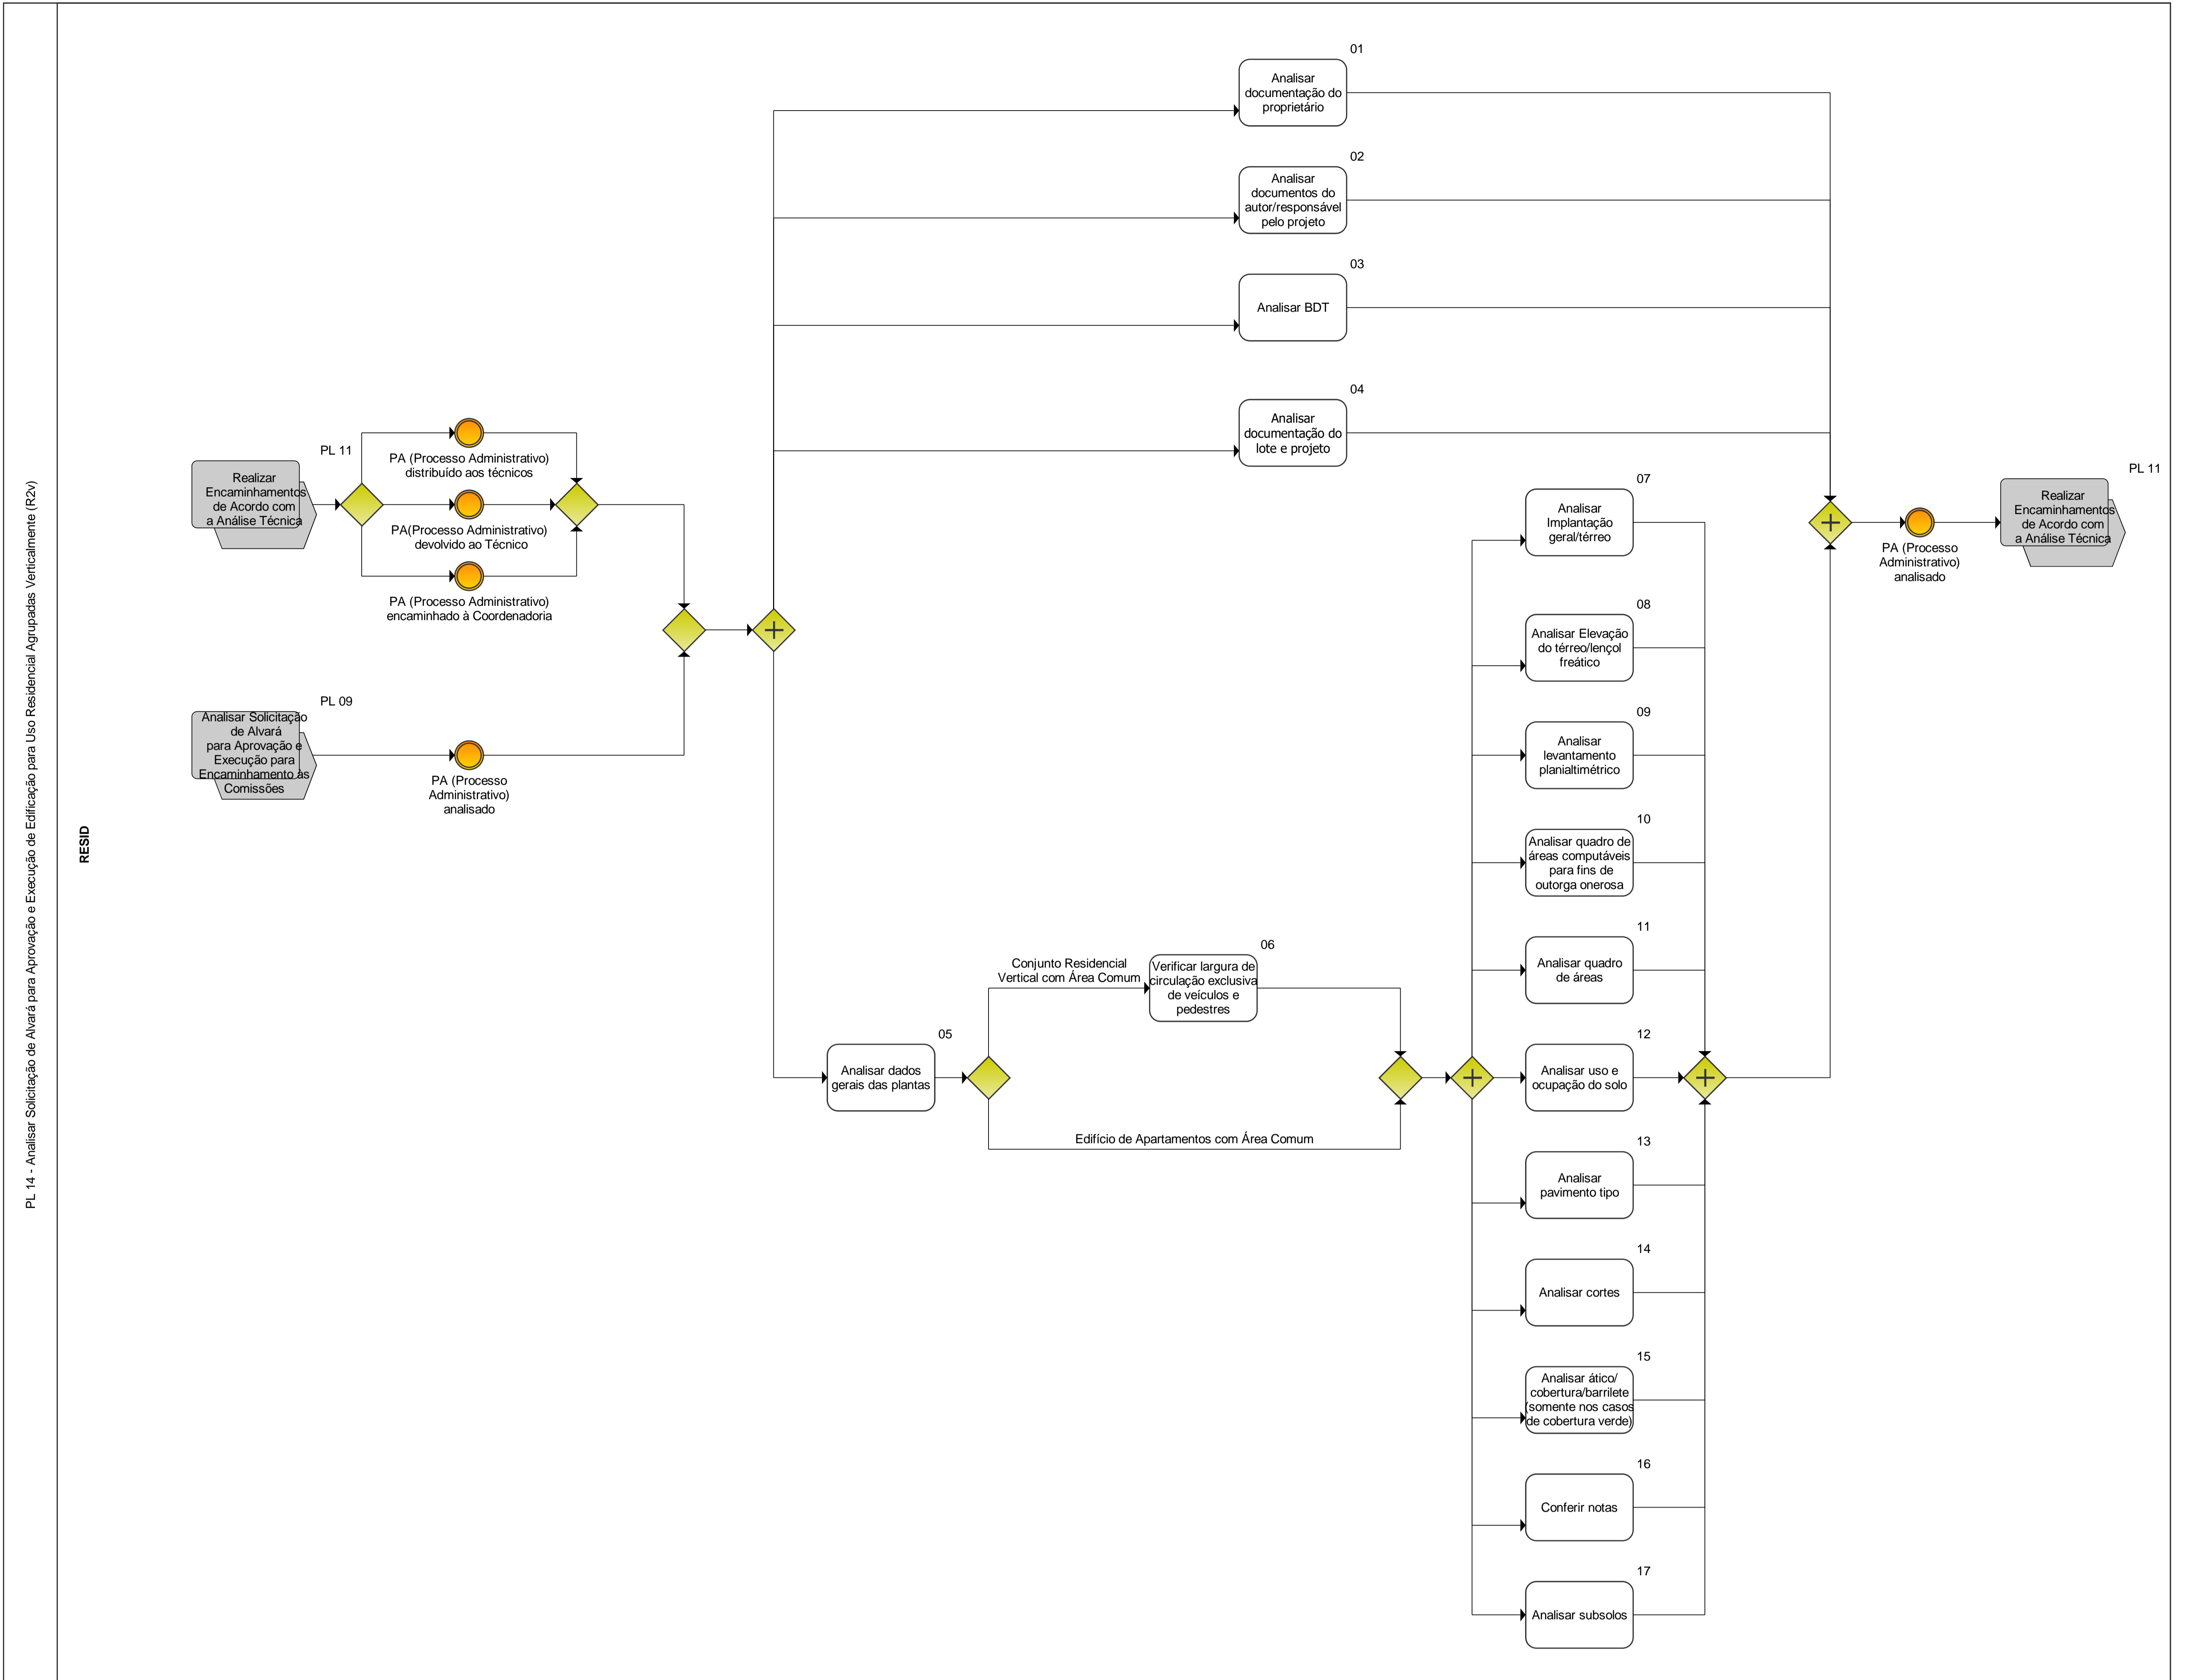 PL 14 - Analisar Solicitação de Alvará para Aprovação e Execução de Edificação para Uso Residencial Agrupadas Verticalmente (R2v)
RESID
Realizar
Encaminhamentos
de Acordo com
a Análise Técnica
PL 11
PA (Processo Administrativo)
distribuído aos técnicos
PA(Processo Administrativo)
devolvido ao Técnico
PA (Processo Administrativo)
encaminhado à Coordenadoria
Analisar Solicitação
de Alvará
para Aprovação e
Execução para
Encaminhamento às
Comissões
PL 09
PA (Processo
Administrativo)
analisado
01
Analisar
documentação do
proprietário
02
Analisar
documentos do
autor/responsável
pelo projeto
03
Analisar BDT
04
Analisar
documentação do
lote e projeto
05
Analisar dados
gerais das plantas
Conjunto Residencial
Vertical com Área Comum
06
Verificar largura de
circulação exclusiva
de veículos e
pedestres
Edifício de Apartamentos com Área Comum
07
Analisar
Implantação
geral/térreo
08
Analisar Elevação
do térreo/lençol
freático
09
Analisar
levantamento
planialtimétrico
10
Analisar quadro de
áreas computáveis
para fins de
outorga onerosa
11
Analisar quadro
de áreas
12
Analisar uso e
ocupação do solo
13
Analisar
pavimento tipo
14
Analisar cortes
15
Analisar ático/
cobertura/barrilete
(somente nos casos
de cobertura verde)
16
Conferir notas
17
Analisar subsolos
PA (Processo
Administrativo)
analisado
PL 11
Realizar
Encaminhamentos
de Acordo com
a Análise Técnica